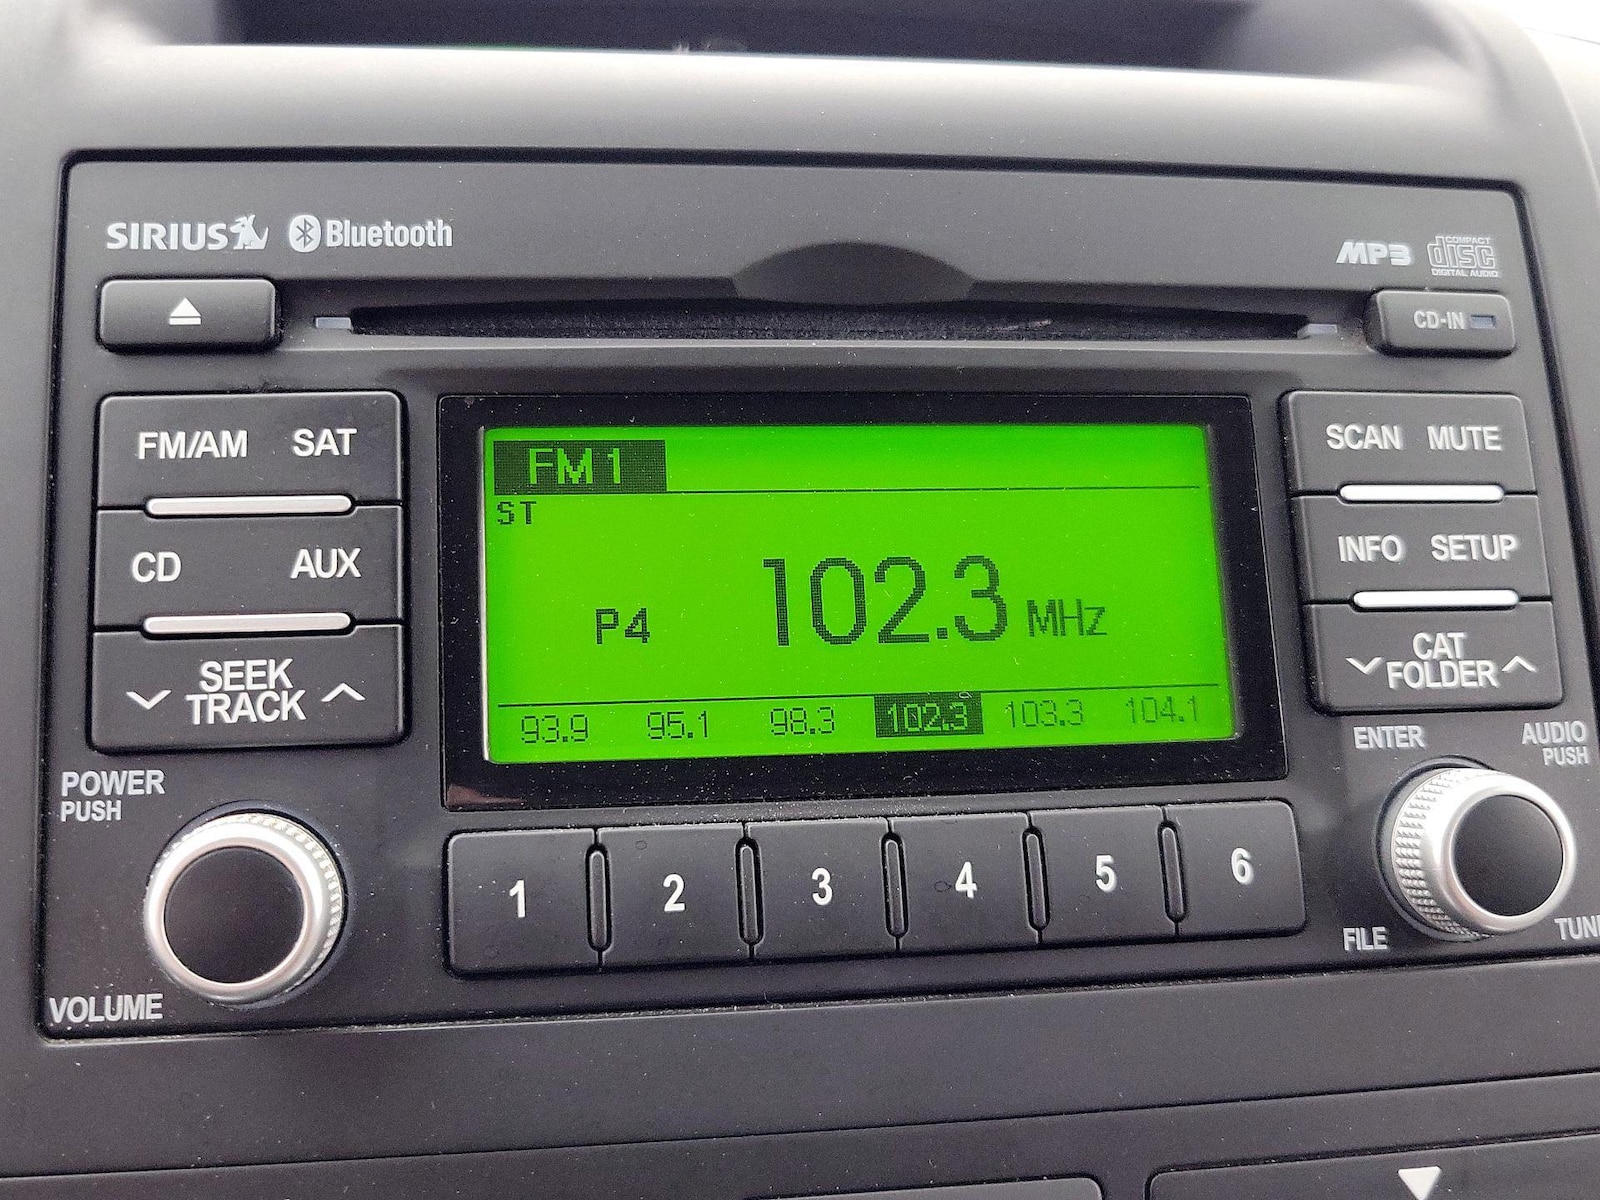 SIRIUS Bluetooth
MP3 COMPACT disc DIGITAL AUDIO
CD-IN
FM/AM SAT
CD AUX
SEEK
TRACK
POWER
PUSH
VOLUME
FM1
ST
P4 102.3 MHz
93.9 95.1 98.3 102.3 103.3 104.1
1 2 3 4 5 6
SCAN MUTE
INFO SETUP
CAT
FOLDER
ENTER
AUDIO
PUSH
FILE
TUN